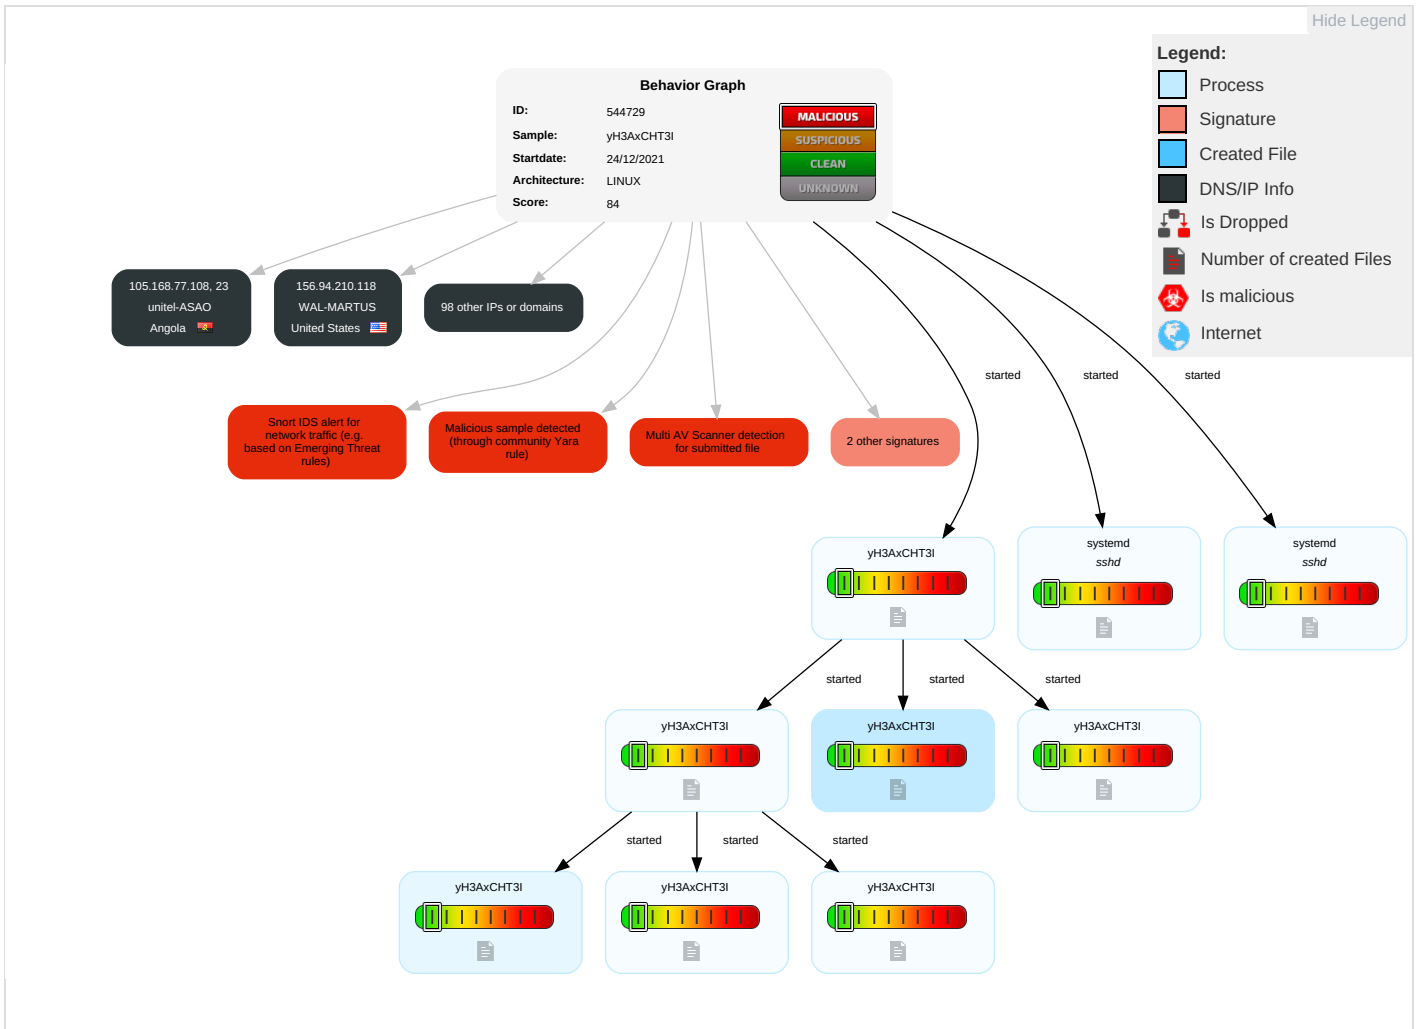 Hide Legend
Legend:
Process
Signature
Created File
DNS/IP Info
Is Dropped
Number of created Files
Is malicious
Internet
Behavior Graph
ID: 544729
Sample: yH3AxCHT3I
Startdate: 24/12/2021
Architecture: LINUX
Score: 84
MALICIOUS
SUSPICIOUS
CLEAN
UNKNOWN
105.168.77.108, 23
unitel-ASAO
Angola
156.94.210.118
WAL-MARTUS
United States
98 other IPs or domains
started
started
started
Snort IDS alert for
network traffic (e.g.
based on Emerging Threat
rules)
Malicious sample detected
(through community Yara
rule)
Multi AV Scanner detection
for submitted file
2 other signatures
yH3AxCHT3I
systemd
sshd
systemd
sshd
started
started
started
yH3AxCHT3I
yH3AxCHT3I
yH3AxCHT3I
started
started
started
yH3AxCHT3I
yH3AxCHT3I
yH3AxCHT3I